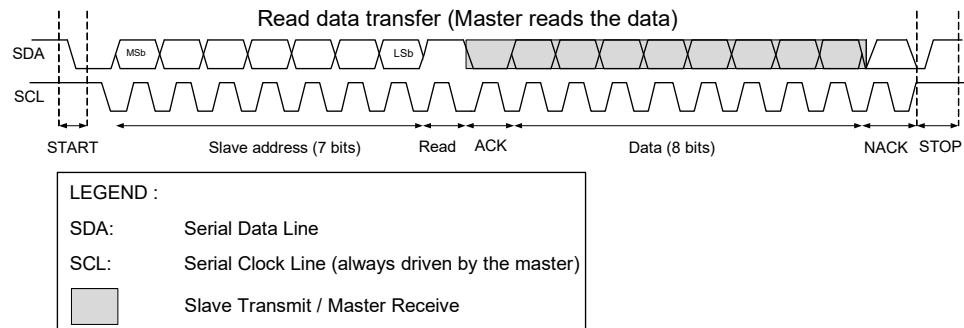 Read data transfer (Master reads the data)
SDA
MSb
LSb
SCL
START
Slave address (7 bits)
Read
ACK
Data (8 bits)
NACK
STOP
LEGEND :
SDA: Serial Data Line
SCL: Serial Clock Line (always driven by the master)
Slave Transmit / Master Receive